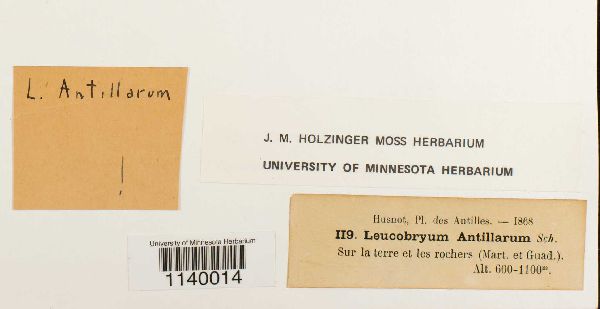 L. Antillarum
!
J. M. HOLZINGER MOSS HERBARIUM
UNIVERSITY OF MINNESOTA HERBARIUM
Husnot, Pl. des Antilles. — 1868
119. Leucobryum Antillarum Sch.
Sur la terre et les rochers (Mart. et Guad.).
Alt. 600-1100m.
University of Minnesota Herbarium
1140014